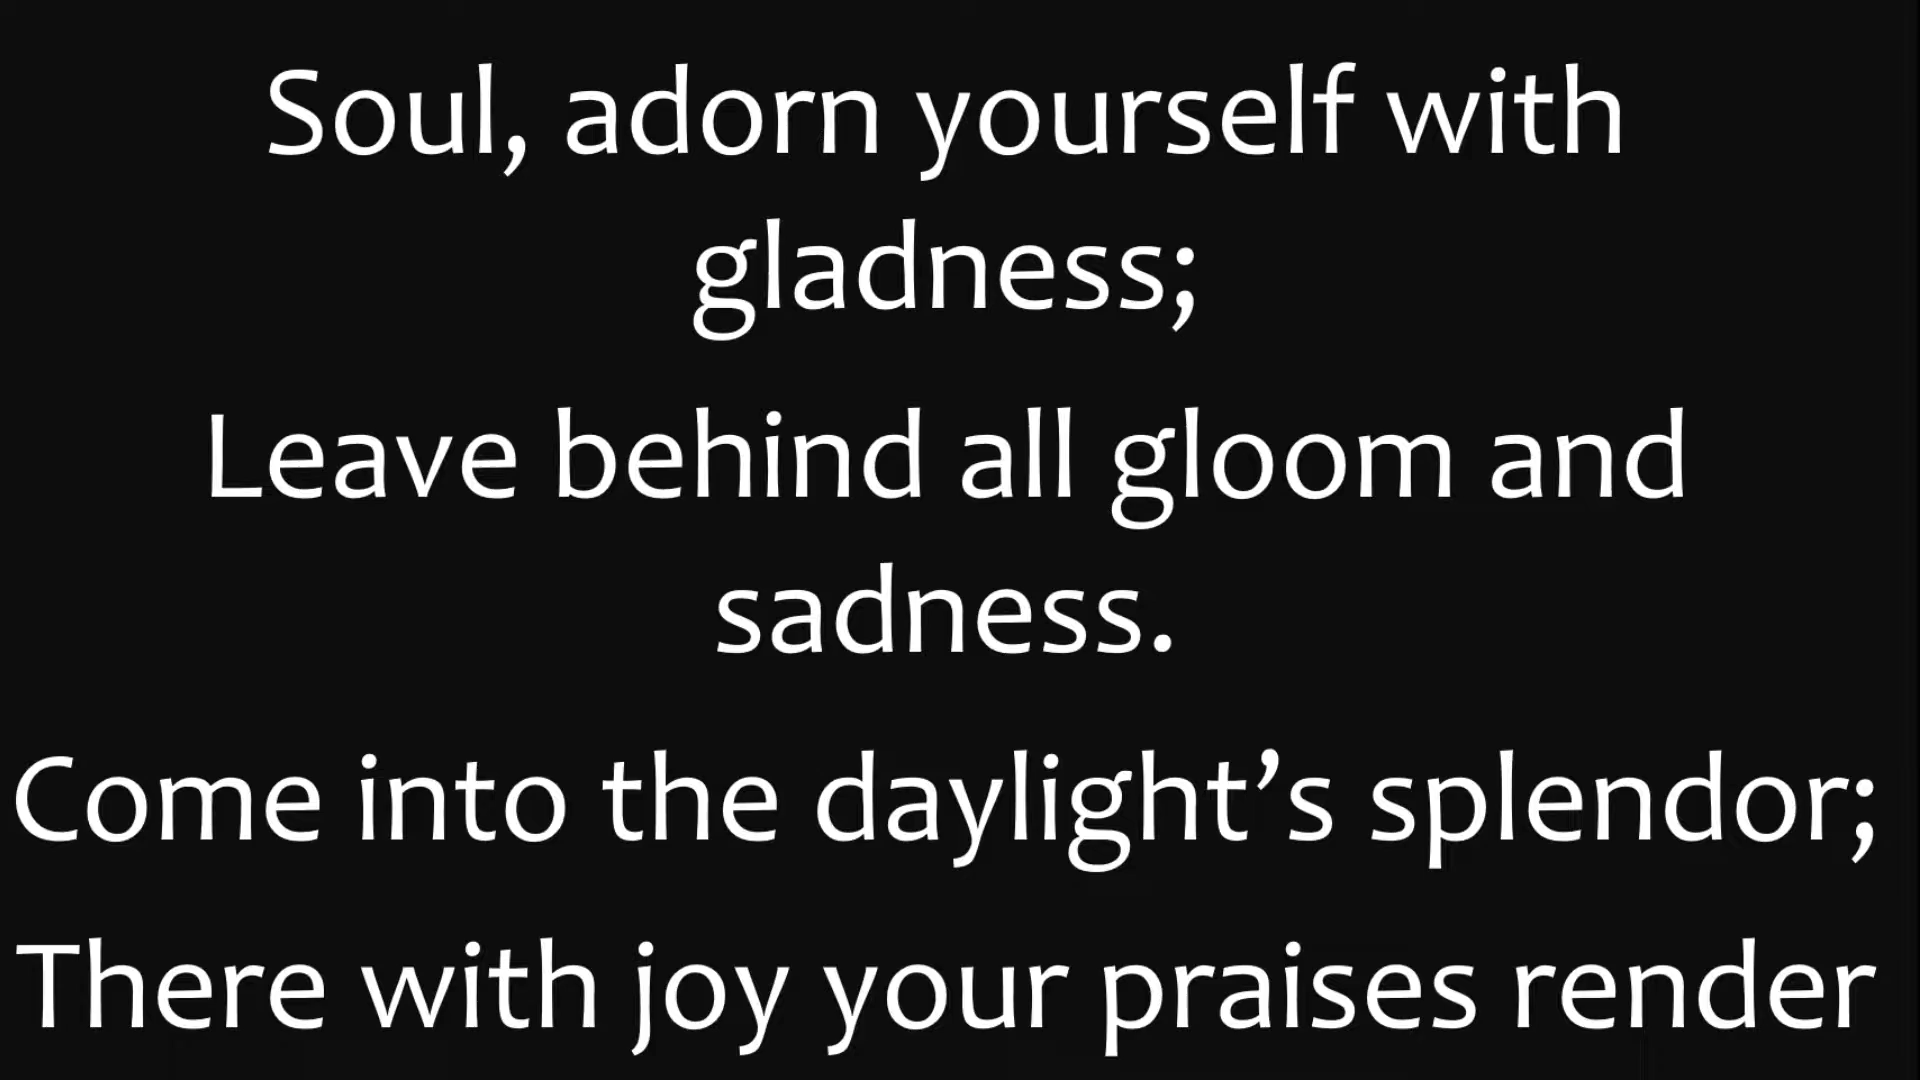 Soul, adorn yourself with
gladness;
Leave behind all gloom and
sadness.
Come into the daylight’s splendor;
There with joy your praises render